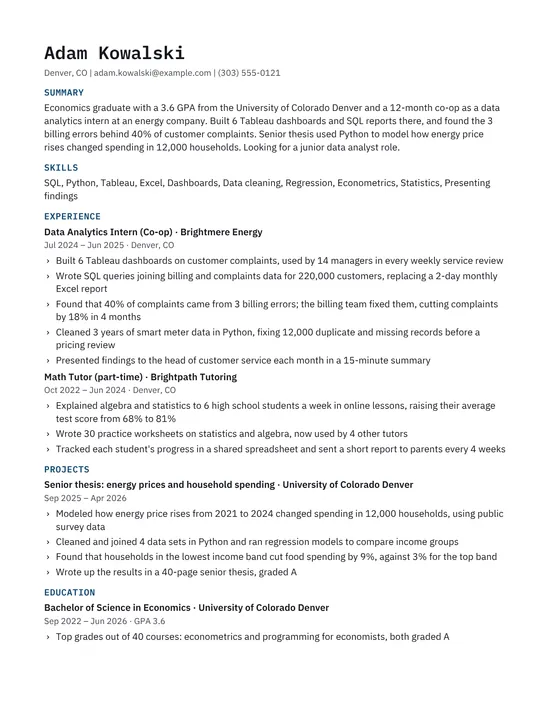 Adam Kowalski
Denver, CO | adam.kowalski@example.com | (303) 555-0121
SUMMARY
Economics graduate with a 3.6 GPA from the University of Colorado Denver and a 12-month co-op as a data
analytics intern at an energy company. Built 6 Tableau dashboards and SQL reports there, and found the 3
billing errors behind 40% of customer complaints. Senior thesis used Python to model how energy price
rises changed spending in 12,000 households. Looking for a junior data analyst role.
SKILLS
SQL, Python, Tableau, Excel, Dashboards, Data cleaning, Regression, Econometrics, Statistics, Presenting
findings
EXPERIENCE
Data Analytics Intern (Co-op) · Brightmere Energy
Jul 2024 – Jun 2025 · Denver, CO
› Built 6 Tableau dashboards on customer complaints, used by 14 managers in every weekly service review
› Wrote SQL queries joining billing and complaints data for 220,000 customers, replacing a 2-day monthly
Excel report
› Found that 40% of complaints came from 3 billing errors; the billing team fixed them, cutting complaints
by 18% in 4 months
› Cleaned 3 years of smart meter data in Python, fixing 12,000 duplicate and missing records before a
pricing review
› Presented findings to the head of customer service each month in a 15-minute summary
Math Tutor (part-time) · Brightpath Tutoring
Oct 2022 – Jun 2024 · Denver, CO
› Explained algebra and statistics to 6 high school students a week in online lessons, raising their average
test score from 68% to 81%
› Wrote 30 practice worksheets on statistics and algebra, now used by 4 other tutors
› Tracked each student's progress in a shared spreadsheet and sent a short report to parents every 4 weeks
PROJECTS
Senior thesis: energy prices and household spending · University of Colorado Denver
Sep 2025 – Apr 2026
› Modeled how energy price rises from 2021 to 2024 changed spending in 12,000 households, using public
survey data
› Cleaned and joined 4 data sets in Python and ran regression models to compare income groups
› Found that households in the lowest income band cut food spending by 9%, against 3% for the top band
› Wrote up the results in a 40-page senior thesis, graded A
EDUCATION
Bachelor of Science in Economics · University of Colorado Denver
Sep 2022 – Jun 2026 · GPA 3.6
› Top grades out of 40 courses: econometrics and programming for economists, both graded A